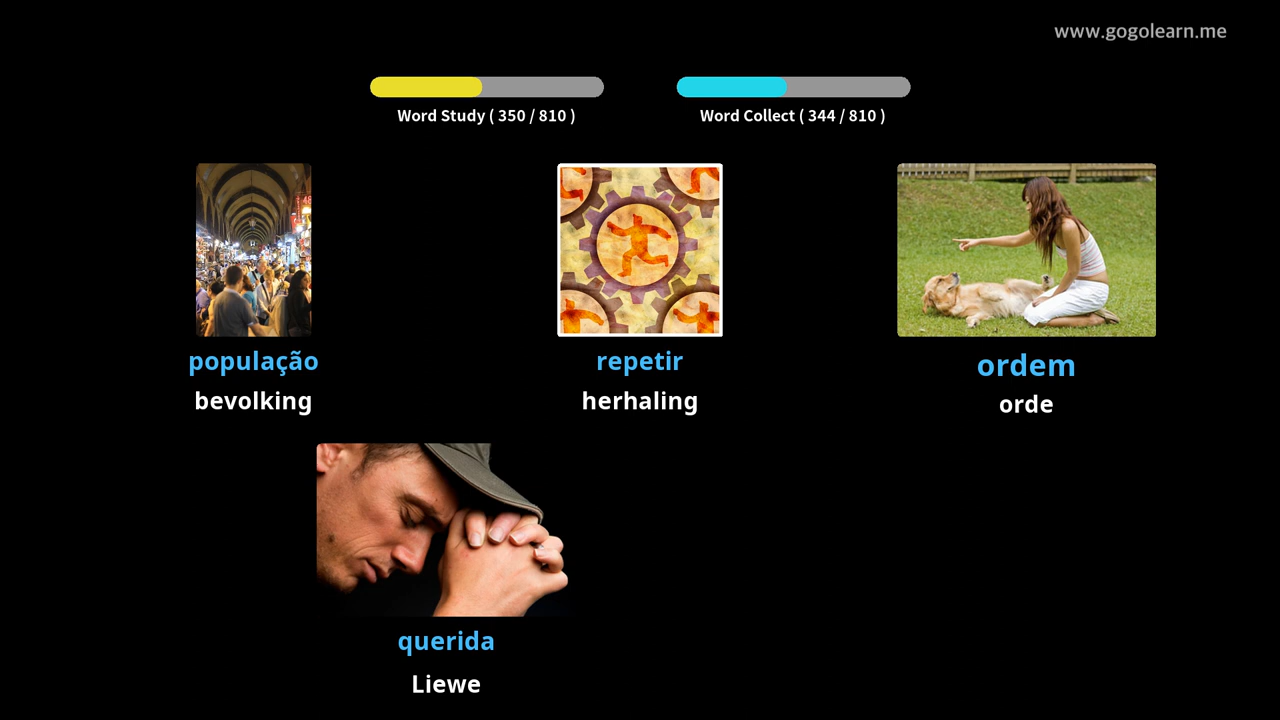 www.gogolearn.me
Word Study ( 350 / 810 )
Word Collect ( 344 / 810 )
população
bevolking
repetir
herhaling
ordem
orde
querida
Liewe